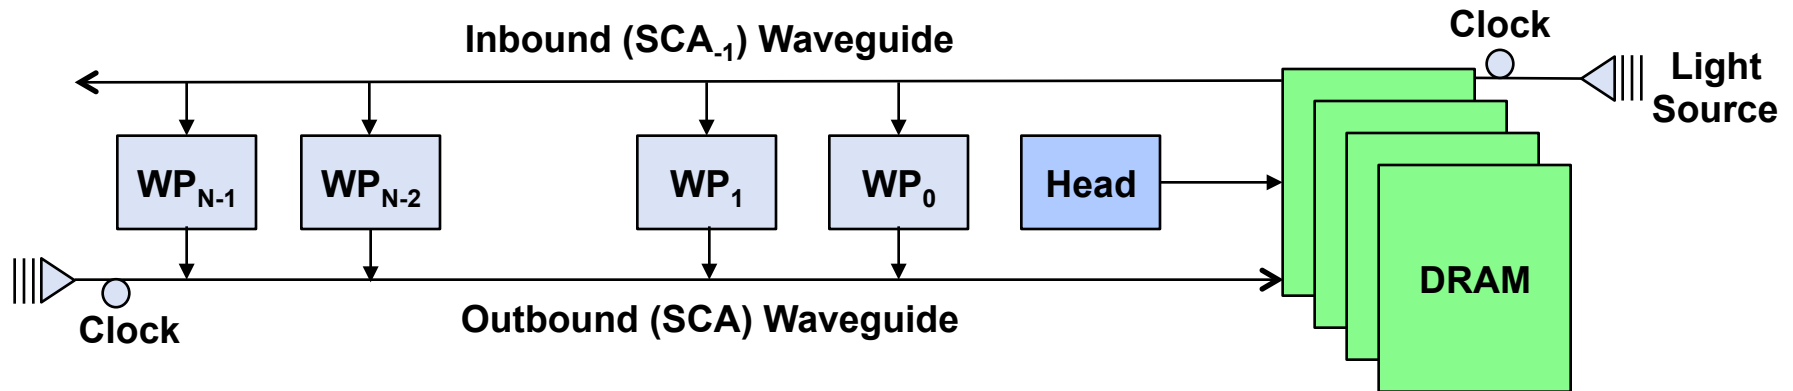 Clock
Inbound (SCA-1) Waveguide
Light
Source
WPN-1
WPN-2
WP1
WP0
Head
DRAM
Outbound (SCA) Waveguide
Clock